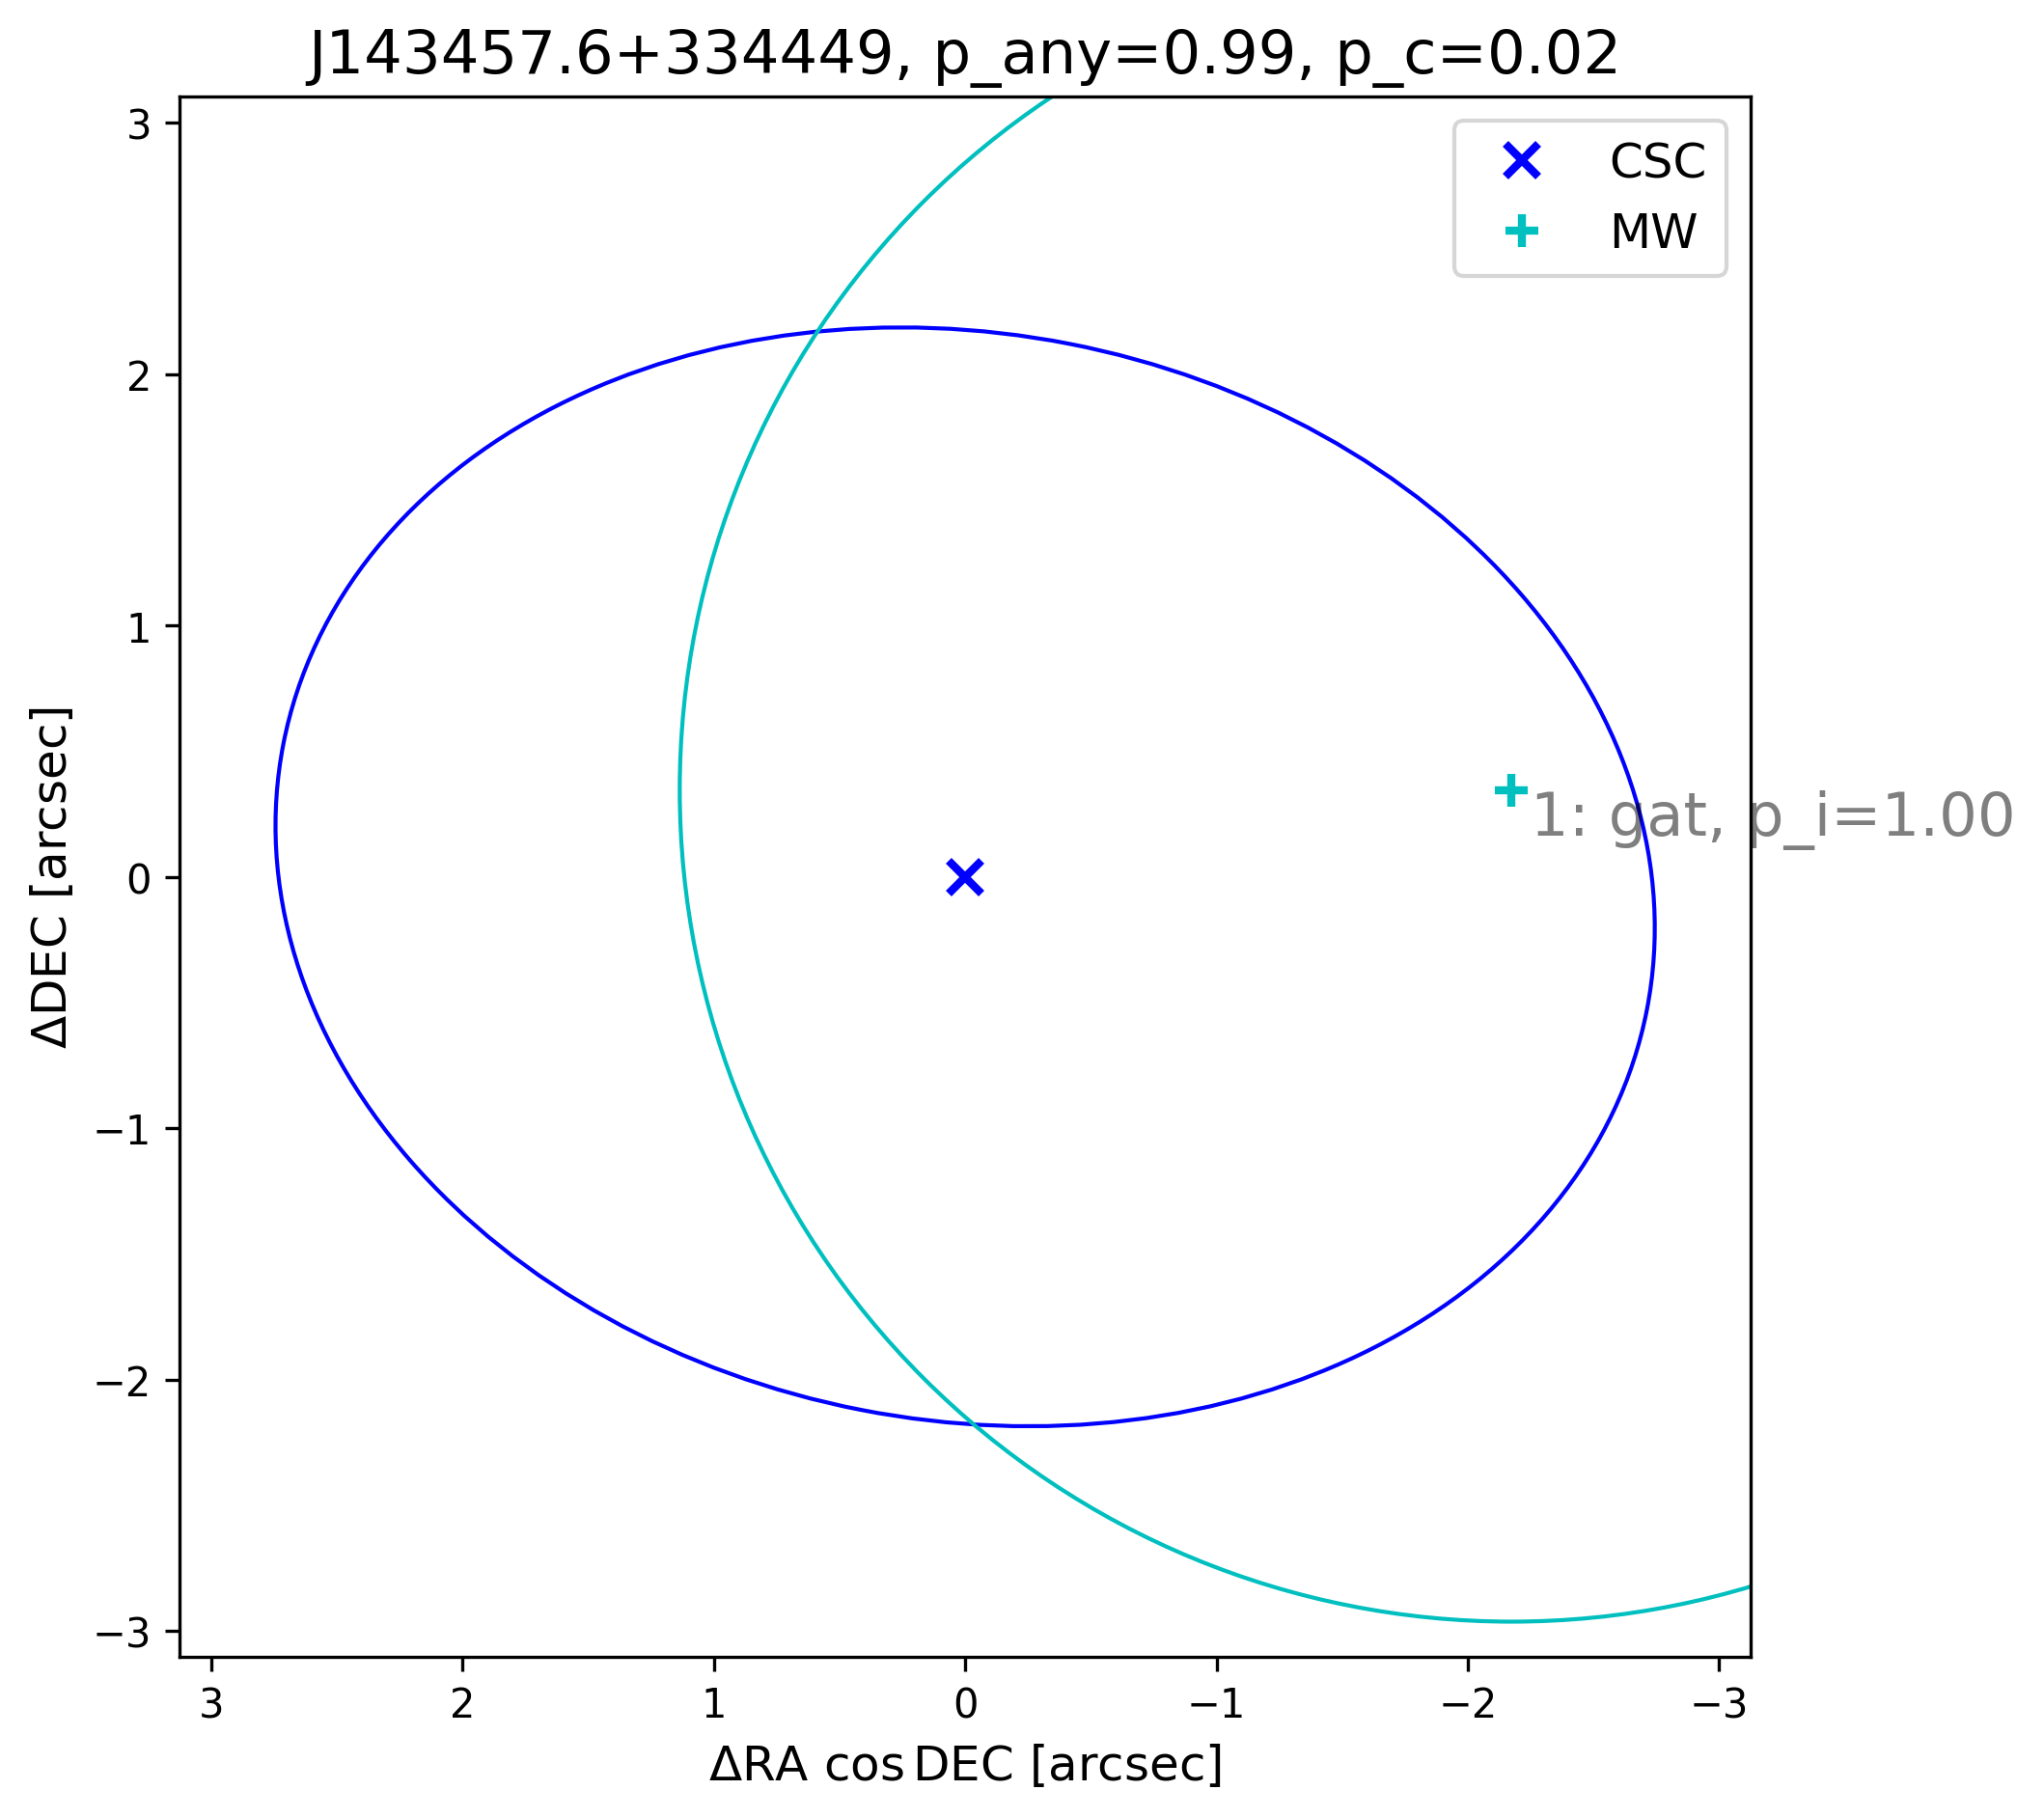 J143457.6+334449, p_any=0.99, p_c=0.02
CSC
MW
3
2
1
0
−1
−2
−3
ΔDEC [arcsec]
1: gat, p_i=1.00
3 2 1 0 −1 −2 −3
ΔRA cos DEC [arcsec]